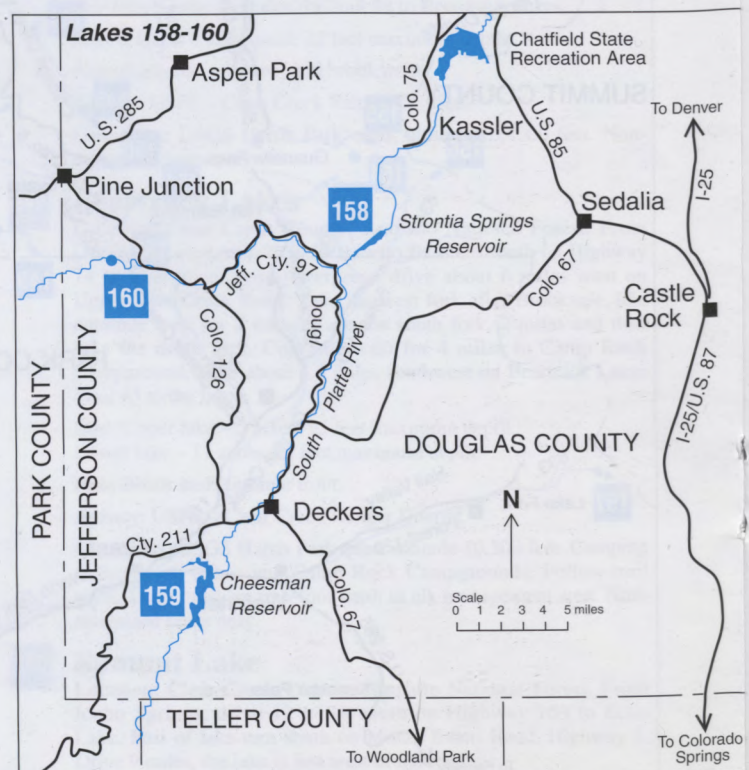 Lakes 158-160
Aspen Park
Chatfield State
Recreation Area
SUMMIT COUNTY
Colo. 75
U.S. 285
U.S. 85
To Denver
Kassler
I-25
Pine Junction
158
Sedalia
Strontia Springs
Reservoir
Jeff. Cty. 97
160
Colo. 67
Castle
Rock
Colo. 126
Dougl
South Platte River
I-25/U.S. 87
PARK COUNTY
JEFFERSON COUNTY
DOUGLAS COUNTY
N
Deckers
Cty. 211
159
Cheesman
Reservoir
Colo. 67
Scale
0 1 2 3 4 5 miles
TELLER COUNTY
To Woodland Park
To Colorado
Springs